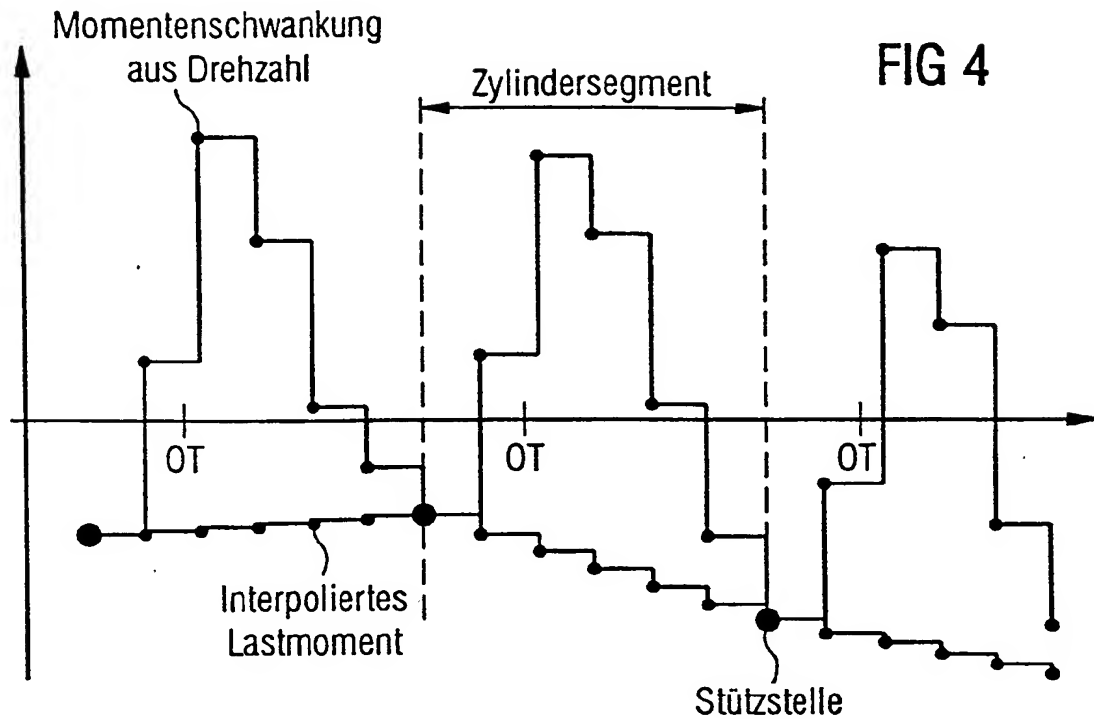 Momentenschwankung
aus Drehzahl
FIG 4
Zylindersegment
OT
OT
OT
Interpoliertes
Lastmoment
Stützstelle